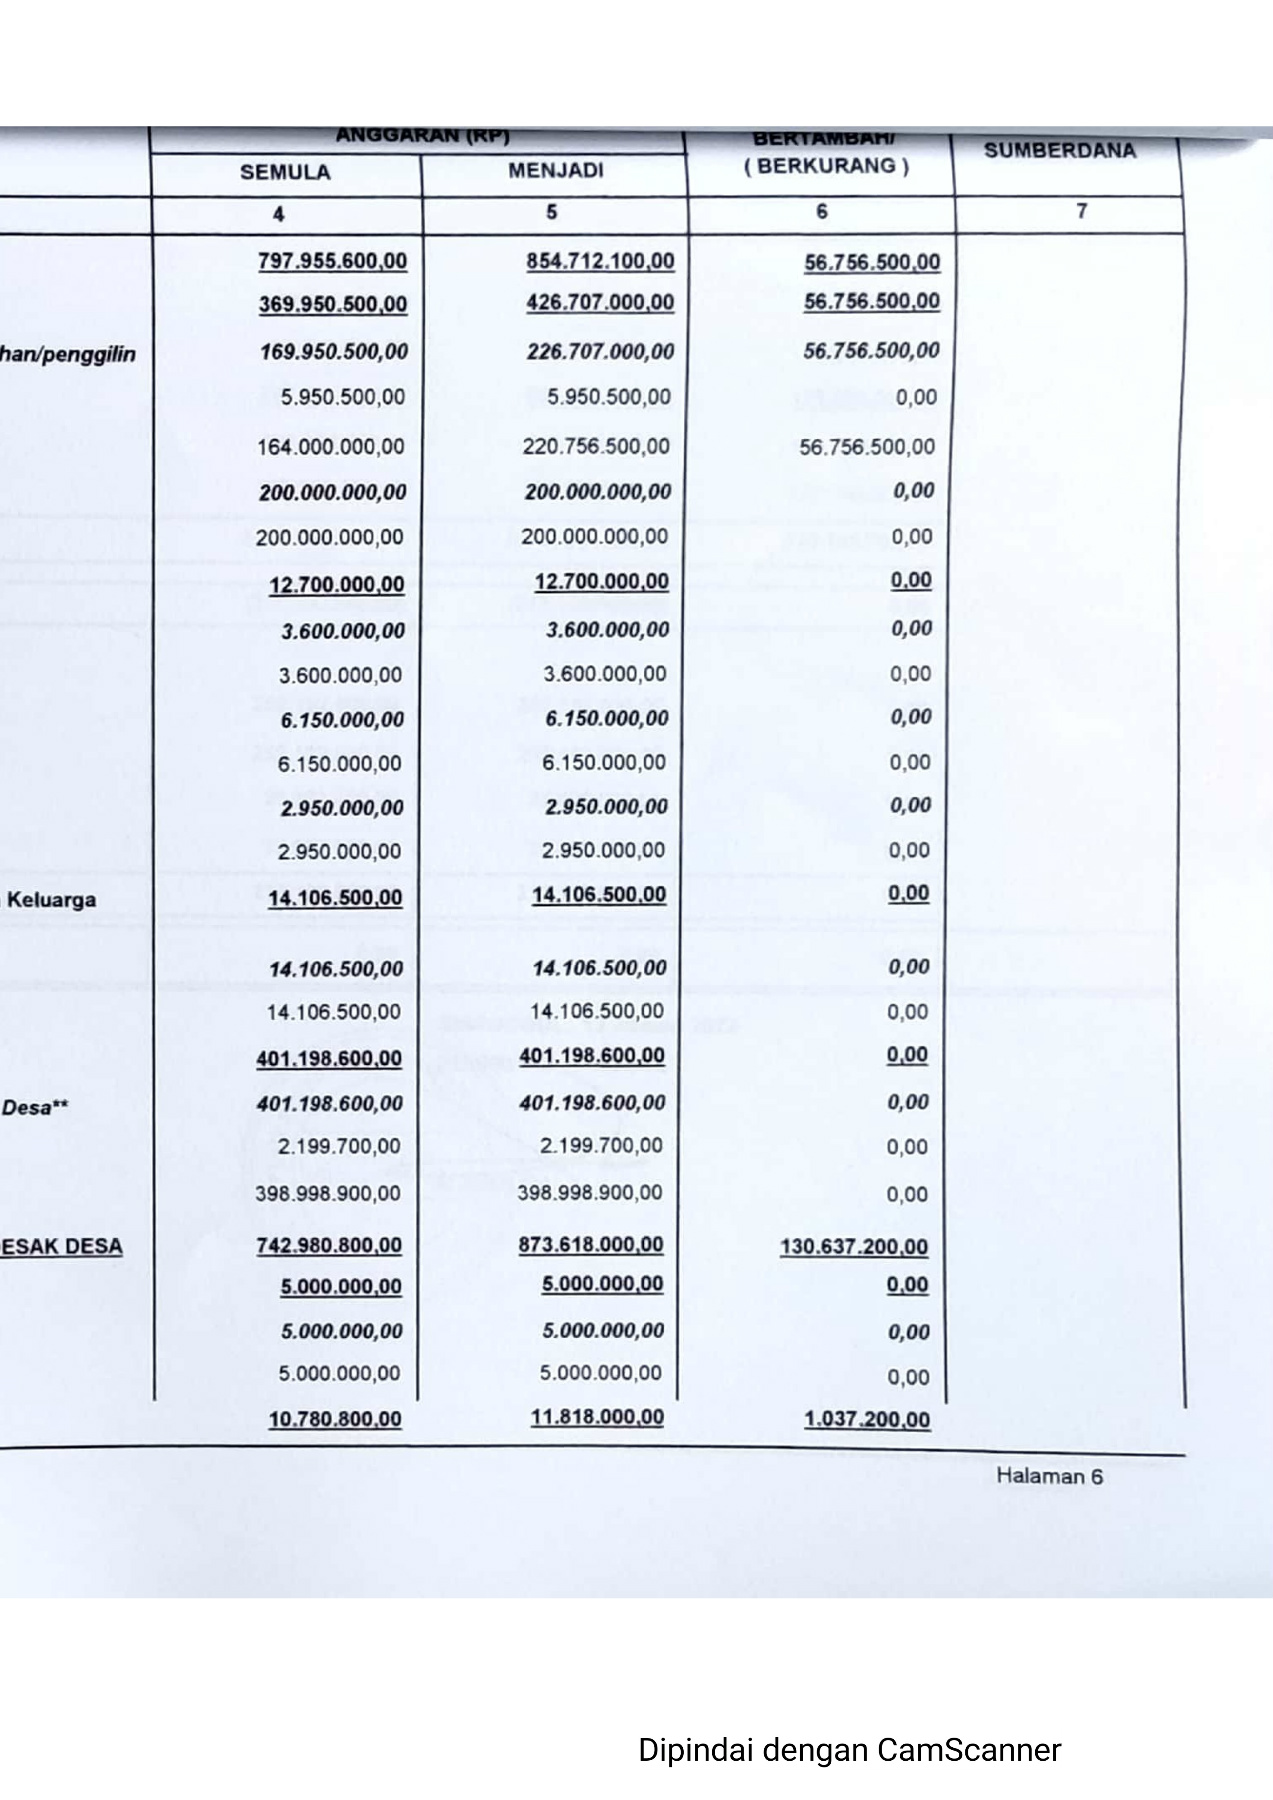 ANGGARAN (RP) BERTAMBAH/ SUMBERDANA
SEMULA MENJADI ( BERKURANG )
4 5 6 7
797.955.600,00 854.712.100,00 56.756.500,00
369.950.500,00 426.707.000,00 56.756.500,00
han/penggilin 169.950.500,00 226.707.000,00 56.756.500,00
5.950.500,00 5.950.500,00 0,00
164.000.000,00 220.756.500,00 56.756.500,00
200.000.000,00 200.000.000,00 0,00
200.000.000,00 200.000.000,00 0,00
12.700.000,00 12.700.000,00 0,00
3.600.000,00 3.600.000,00 0,00
3.600.000,00 3.600.000,00 0,00
6.150.000,00 6.150.000,00 0,00
6.150.000,00 6.150.000,00 0,00
2.950.000,00 2.950.000,00 0,00
2.950.000,00 2.950.000,00 0,00
Keluarga 14.106.500,00 14.106.500,00 0,00
14.106.500,00 14.106.500,00 0,00
14.106.500,00 14.106.500,00 0,00
401.198.600,00 401.198.600,00 0,00
Desa** 401.198.600,00 401.198.600,00 0,00
2.199.700,00 2.199.700,00 0,00
398.998.900,00 398.998.900,00 0,00
ESAK DESA 742.980.800,00 873.618.000,00 130.637.200,00
5.000.000,00 5.000.000,00 0,00
5.000.000,00 5.000.000,00 0,00
5.000.000,00 5.000.000,00 0,00
10.780.800,00 11.818.000,00 1.037.200,00
Halaman 6
Dipindai dengan CamScanner